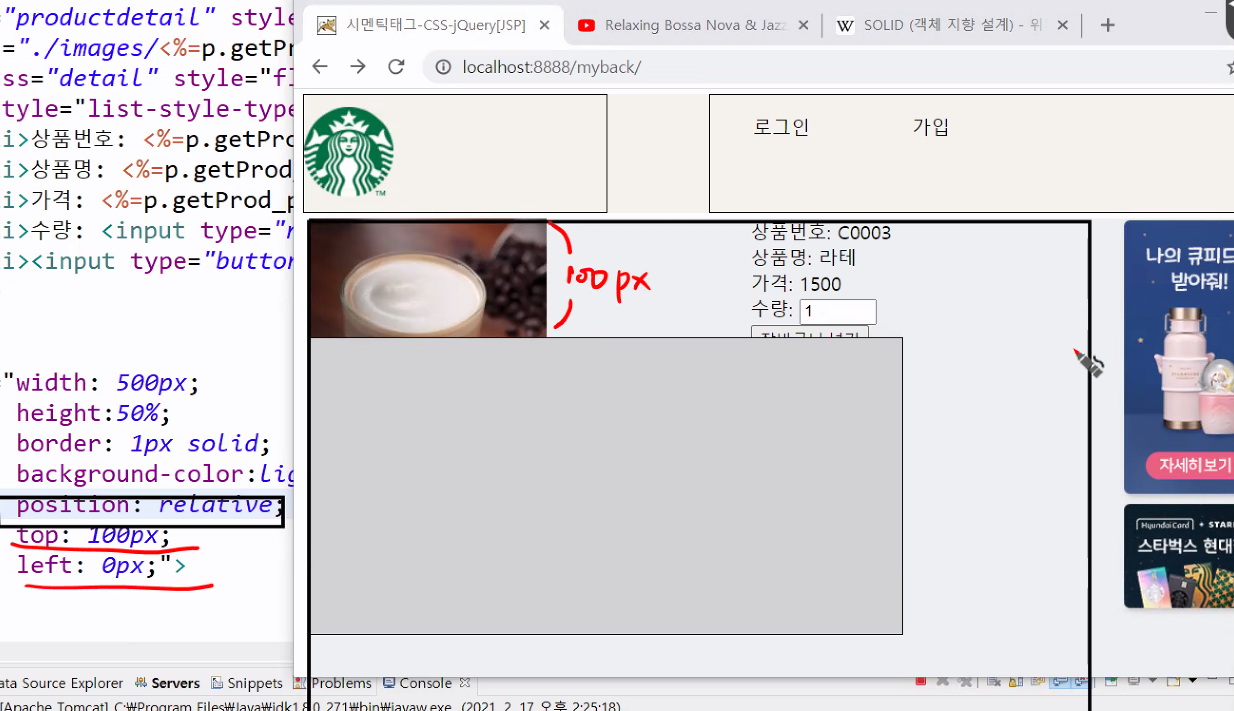 ="productdetail" style
="./images/<%=p.getPr
ss="detail" style="fl
tyle="list-style-type
i>상품번호: <%=p.getPro
i>상품명: <%=p.getProd_
i>가격: <%=p.getProd_p
i>수량: <input type="n
i><input type="button
="width: 500px;
height:50%;
border: 1px solid;
background-color:lig
position: relative;
top: 100px;
left: 0px;">
시멘틱태그-CSS-jQuery[JSP]
Relaxing Bossa Nova & Jazz
W SOLID (객체 지향 설계) - 위
localhost:8888/myback/
로그인 가입
TM
100px
상품번호: C0003
상품명: 라테
가격: 1500
수량: 1
나의 큐피드
받아줘!
자세히 보기
HyundaiCard + STAR
스타벅스 현대
ata Source Explorer Servers Snippets Problems Console
[Apache Tomcat] C:\Program Files\Java\jdk1.8.0_271\bin\javaw.exe (2021. 2. 17. 오후 2:25:18)